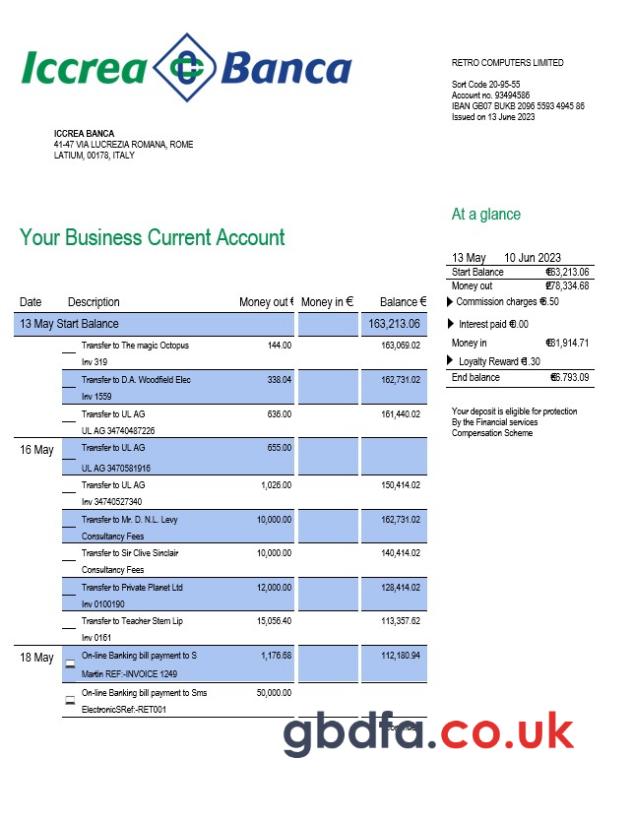 Iccrea Banca
RETRO COMPUTERS LIMITED
Sort Code 20-95-55
Account no. 93494586
IBAN GB07 BUKB 2096 5593 4945 86
Issued on 13 June 2023
ICCREA BANCA
41-47 VIA LUCREZIA ROMANA, ROME
LATIUM, 00178, ITALY
At a glance
Your Business Current Account
13 May 10 Jun 2023
Start Balance €63,213.06
Money out €78,334.68
Commission charges €6.50
Interest paid €0.00
Money in €81,914.71
Loyalty Reward €1.30
End balance €6.793.09
Your deposit is eligible for protection
By the Financial services
Compensation Scheme
Date Description Money out € Money in € Balance €
13 May Start Balance 163,213.06
Transfer to The magic Octopus 144.00 163,069.02
Inv 319
Transfer to D.A. Woodfield Elec 338.04 162,731.02
Inv 1559
Transfer to UL AG 636.00 161,440.02
UL AG 34740487226
16 May Transfer to UL AG 655.00
UL AG 3470581916
Transfer to UL AG 1,026.00 150,414.02
Inv 34740527340
Transfer to Mr. D. N.L. Levy 10,000.00 162,731.02
Consultancy Fees
Transfer to Sir Clive Sinclair 10,000.00 140,414.02
Consultancy Fees
Transfer to Private Planet Ltd 12,000.00 128,414.02
Inv 0100190
Transfer to Teacher Stem Lip 15,056.40 113,357.62
Inv 0161
18 May On-line Banking bill payment to S 1,176.68 112,180.94
Martin REF:-INVOICE 1249
On-line Banking bill payment to Sms 50,000.00
ElectronicSRef:-RET001
gbdfa.co.uk